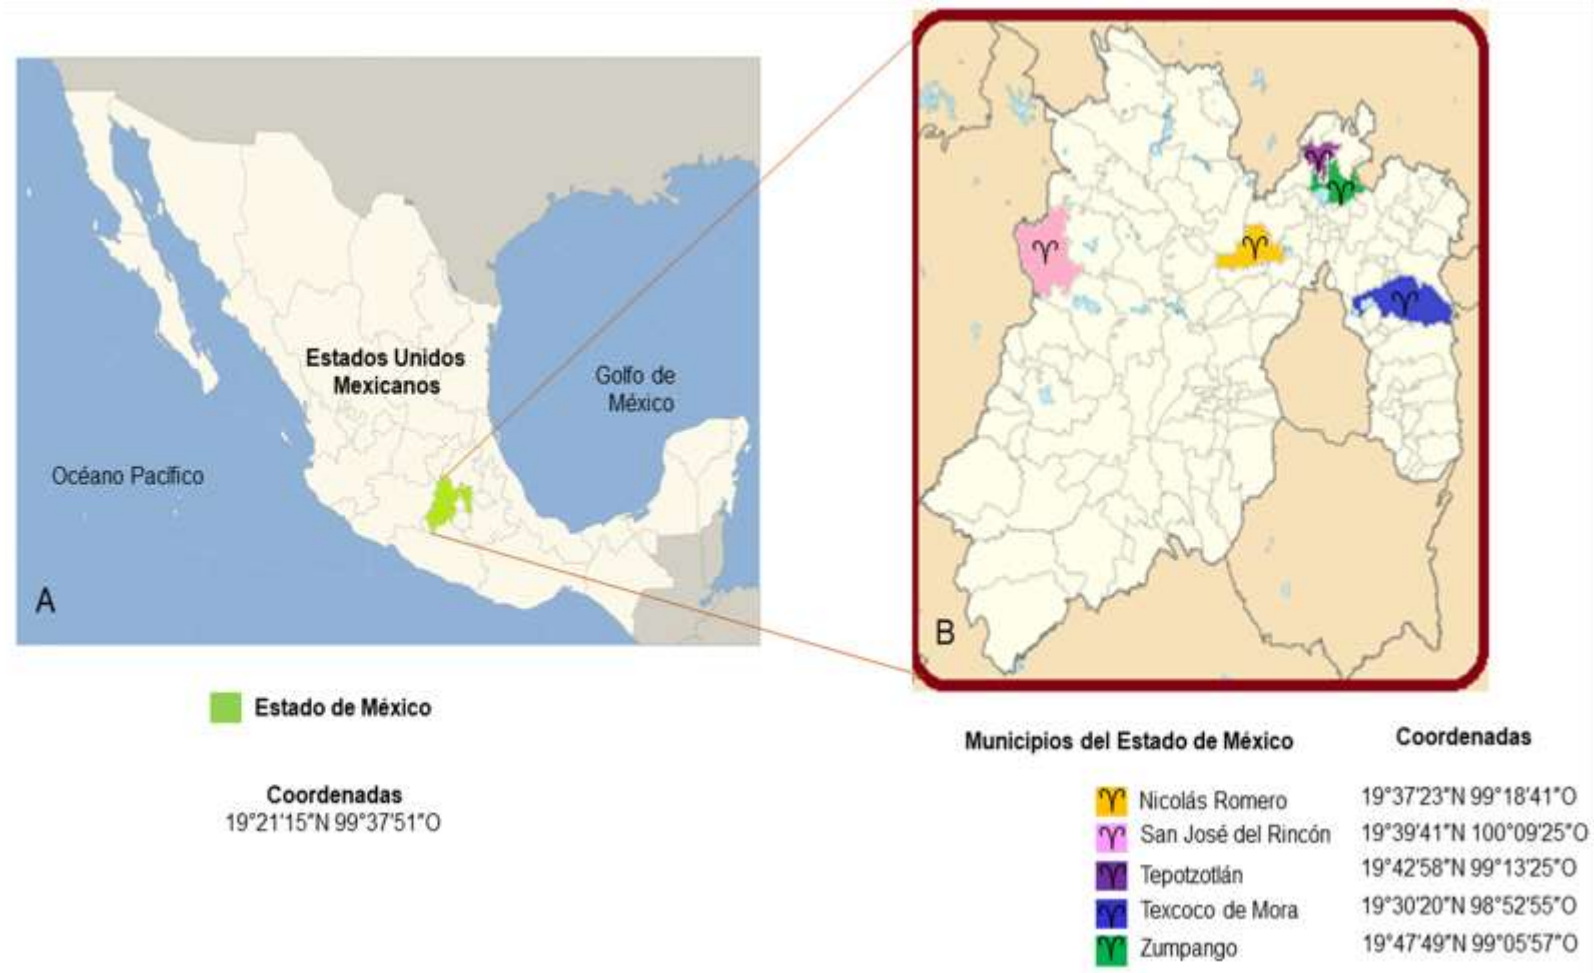 Estados Unidos
Mexicanos
Golfo de
México
Océano Pacífico
A
B
Estado de México
Coordenadas
19°21'15"N 99°37'51"O
Municipios del Estado de México Coordenadas
Nicolás Romero 19°37'23"N 99°18'41"O
San José del Rincón 19°39'41"N 100°09'25"O
Tepotzotlán 19°42'58"N 99°13'25"O
Texcoco de Mora 19°30'20"N 98°52'55"O
Zumpango 19°47'49"N 99°05'57"O